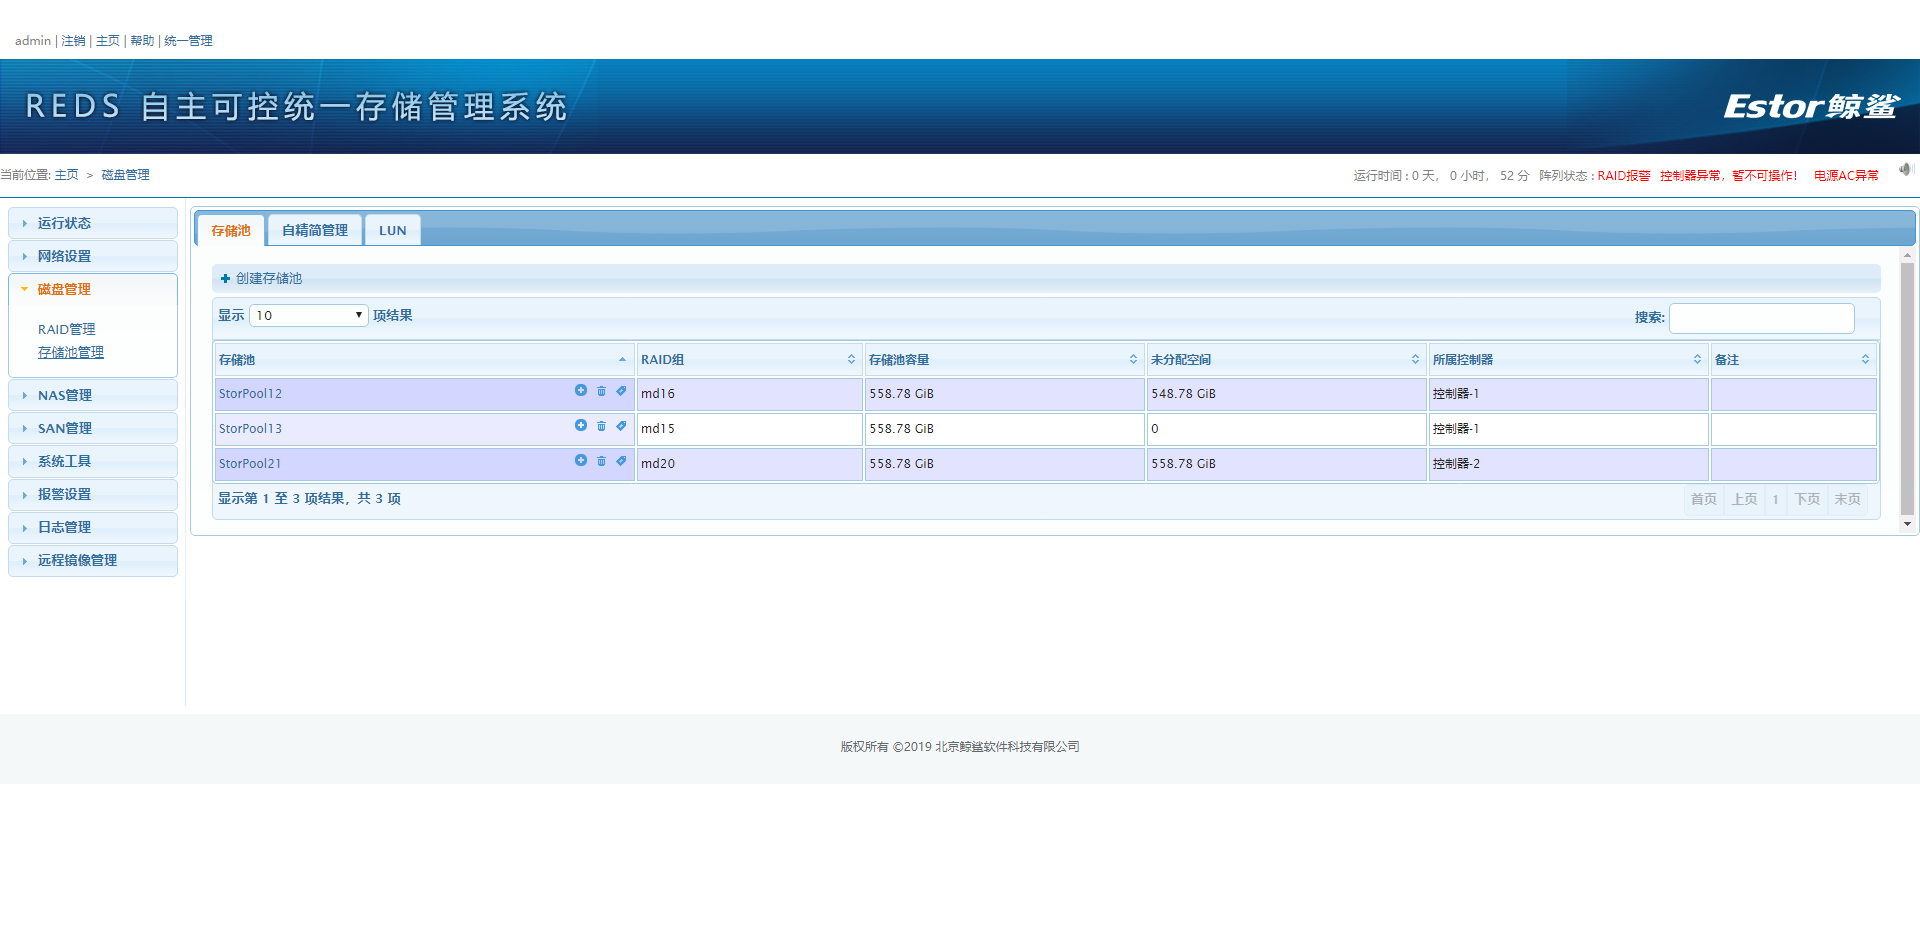 admin | 注销 | 主页 | 帮助 | 统一管理
REDS 自主可控统一存储管理系统
Estor鲸鲨
当前位置: 主页 > 磁盘管理
运行时间 : 0 天, 0 小时, 52 分 阵列状态 : RAID报警 控制器异常，暂不可操作! 电源AC异常
运行状态
网络设置
磁盘管理
RAID管理
存储池管理
NAS管理
SAN管理
系统工具
报警设置
日志管理
远程镜像管理
存储池 自精简管理 LUN
创建存储池
显示 10 项结果 搜索:
存储池 RAID组 存储池容量 未分配空间 所属控制器 备注
StorPool12 md16 558.78 GiB 548.78 GiB 控制器-1
StorPool13 md15 558.78 GiB 0 控制器-1
StorPool21 md20 558.78 GiB 558.78 GiB 控制器-2
显示第 1 至 3 项结果，共 3 项 首页 上页 1 下页 末页
版权所有 ©2019 北京鲸鲨软件科技有限公司